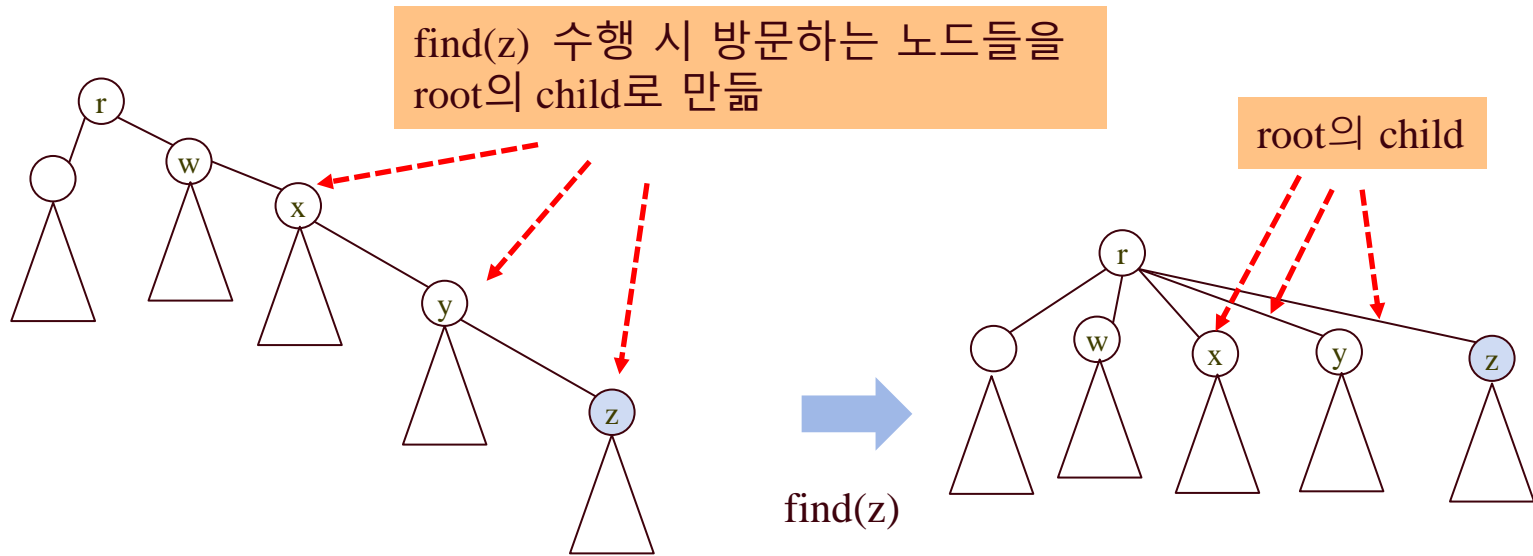 find(z) 수행 시 방문하는 노드들을
root의 child로 만듦
r
w
x
y
z
root의 child
r
w
x
y
z
find(z)